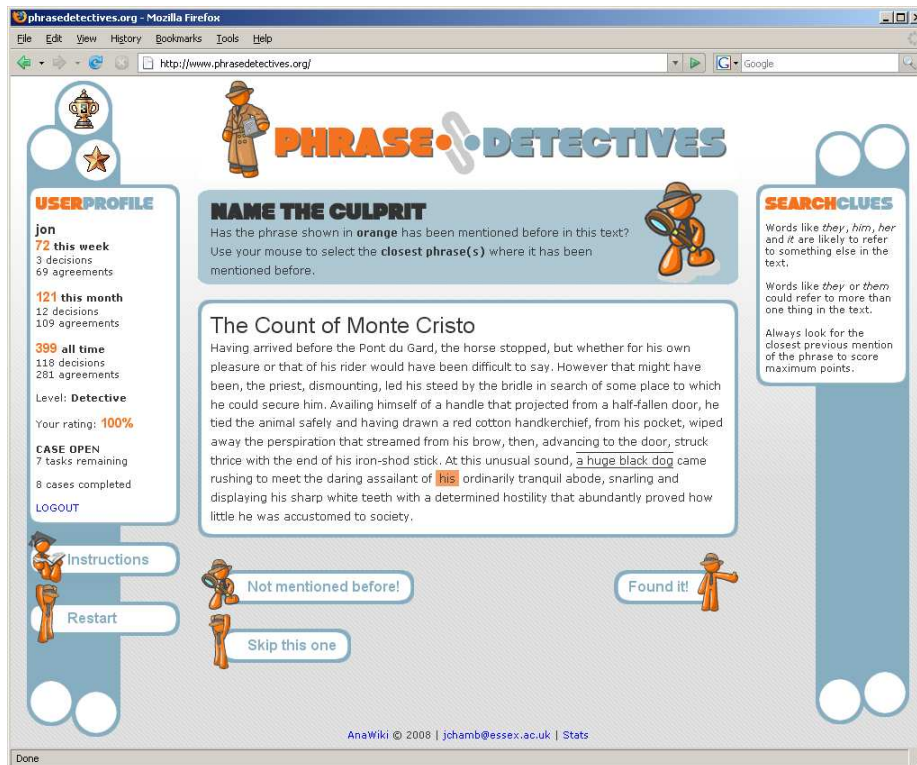 phrasedetectives.org - Mozilla Firefox
File Edit View History Bookmarks Tools Help
http://www.phrasedetectives.org/
G Google
PHRASE DETECTIVES
USERPROFILE
jon
72 this week
3 decisions
69 agreements
121 this month
12 decisions
109 agreements
399 all time
118 decisions
281 agreements
Level: Detective
Your rating: 100%
CASE OPEN
7 tasks remaining
8 cases completed
LOGOUT
Instructions
Restart
NAME THE CULPRIT
Has the phrase shown in orange has been mentioned before in this text?
Use your mouse to select the closest phrase(s) where it has been
mentioned before.
The Count of Monte Cristo
Having arrived before the Pont du Gard, the horse stopped, but whether for his own
pleasure or that of his rider would have been difficult to say. However that might have
been, the priest, dismounting, led his steed by the bridle in search of some place to which
he could secure him. Availing himself of a handle that projected from a half-fallen door, he
tied the animal safely and having drawn a red cotton handkerchief, from his pocket, wiped
away the perspiration that streamed from his brow, then, advancing to the door, struck
thrice with the end of his iron-shod stick. At this unusual sound, a huge black dog came
rushing to meet the daring assailant of his ordinarily tranquil abode, snarling and
displaying his sharp white teeth with a determined hostility that abundantly proved how
little he was accustomed to society.
Not mentioned before!
Found it!
Skip this one
SEARCHCLUES
Words like they, him, her
and it are likely to refer
to something else in the
text.
Words like they or them
could refer to more than
one thing in the text.
Always look for the
closest previous mention
of the phrase to score
maximum points.
AnaWiki © 2008 | jchamb@essex.ac.uk | Stats
Done